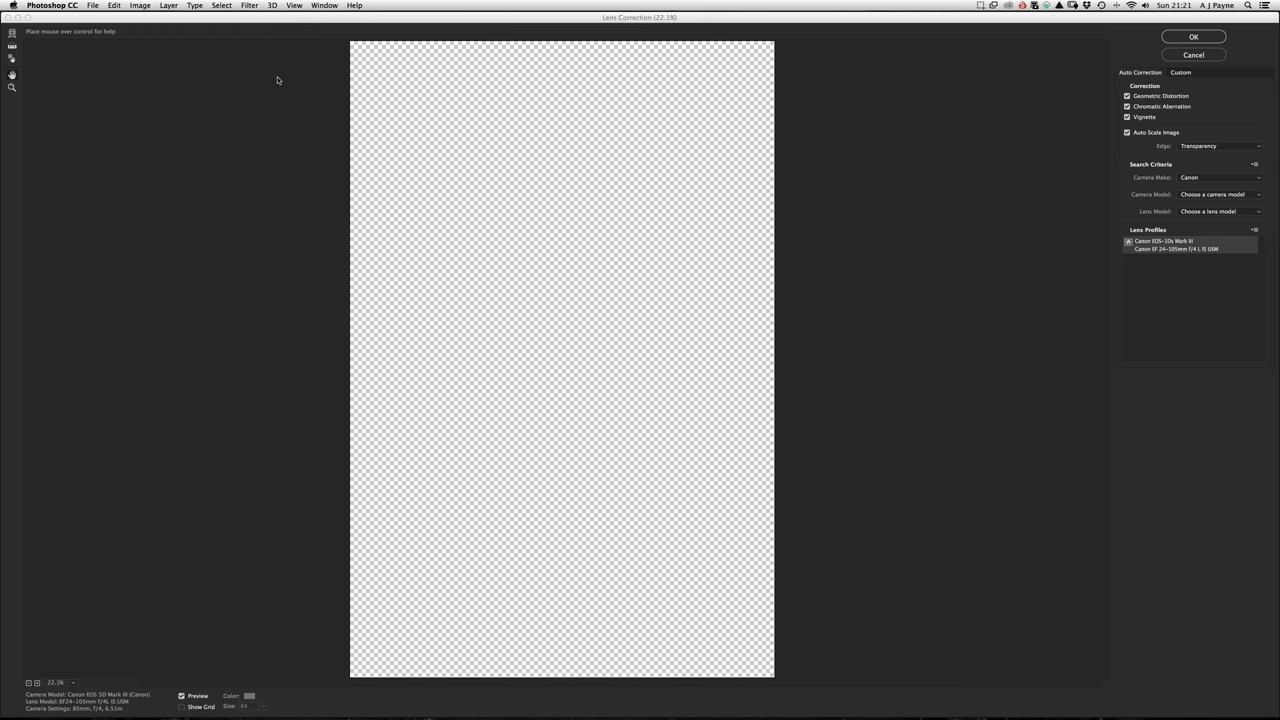 Photoshop CC File Edit Image Layer Type Select Filter 3D View Window Help Sun 21:21 A J Payne
Lens Correction (22.1%)
Place mouse over control for help
OK
Cancel
Auto Correction Custom
Correction
Geometric Distortion
Chromatic Aberration
Vignette
Auto Scale Image
Edge: Transparency
Search Criteria
Camera Make: Canon
Camera Model: Choose a camera model
Lens Model: Choose a lens model
Lens Profiles
Canon EOS-1Ds Mark III
Canon EF 24-105mm f/4 L IS USM
22.1%
Camera Model: Canon EOS 5D Mark III (Canon)
Lens Model: EF24-105mm f/4L IS USM
Camera Settings: 85mm, f/4, 6.51m
Preview Color:
Show Grid Size: 64